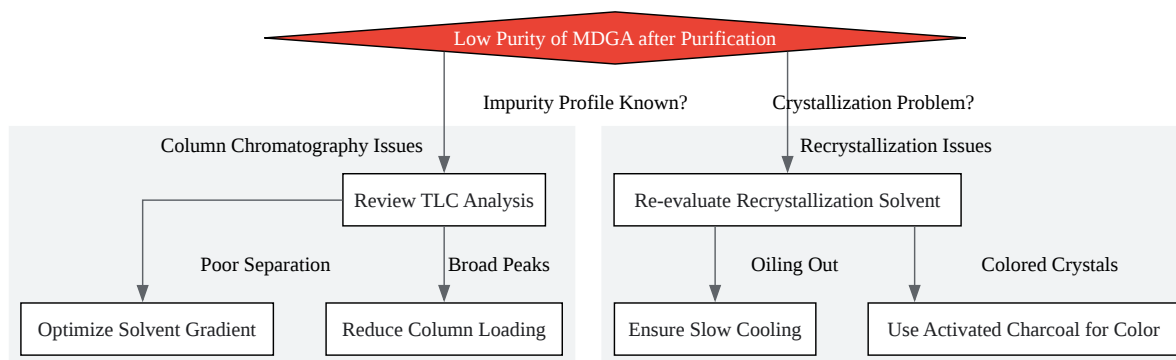 Low Purity of MDGA after Purification
Impurity Profile Known?
Crystallization Problem?
Column Chromatography Issues
Recrystallization Issues
Review TLC Analysis
Re-evaluate Recrystallization Solvent
Poor Separation
Broad Peaks
Oiling Out
Colored Crystals
Optimize Solvent Gradient
Reduce Column Loading
Ensure Slow Cooling
Use Activated Charcoal for Color